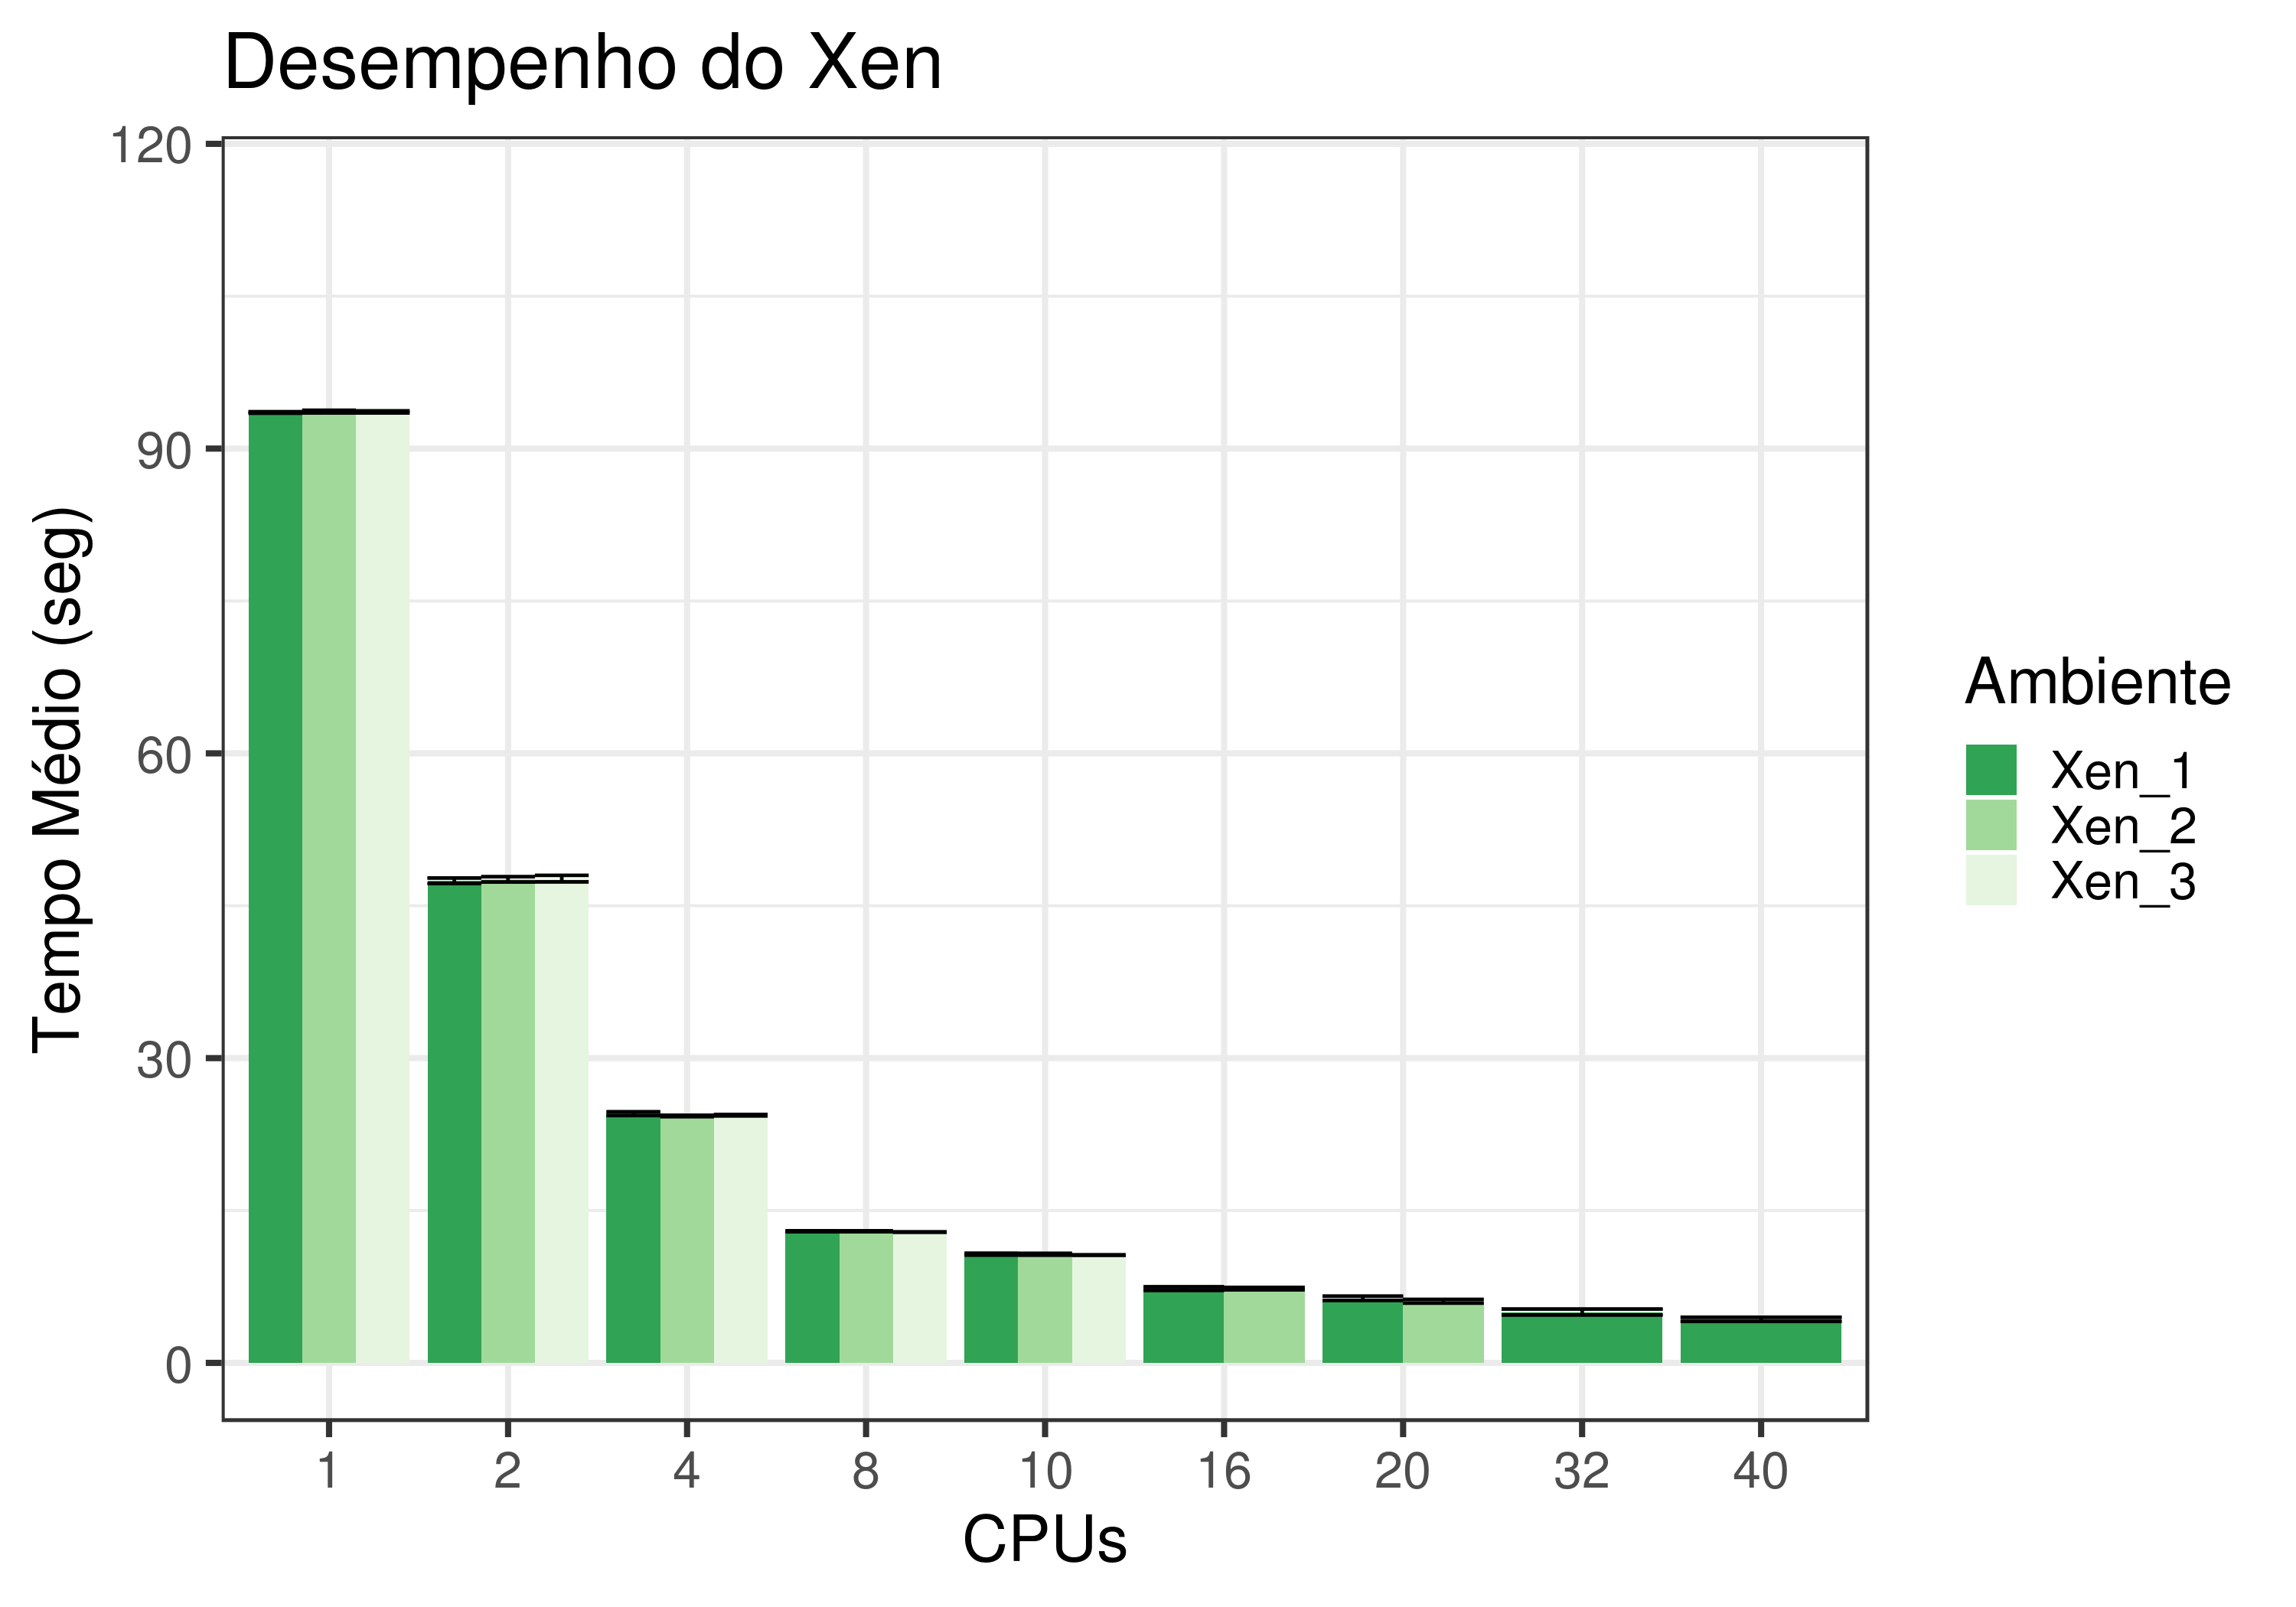 Desempenho do Xen
120
90
60
30
0
Tempo Médio (seg)
1 2 4 8 10 16 20 32 40
CPUs
Ambiente
Xen_1
Xen_2
Xen_3